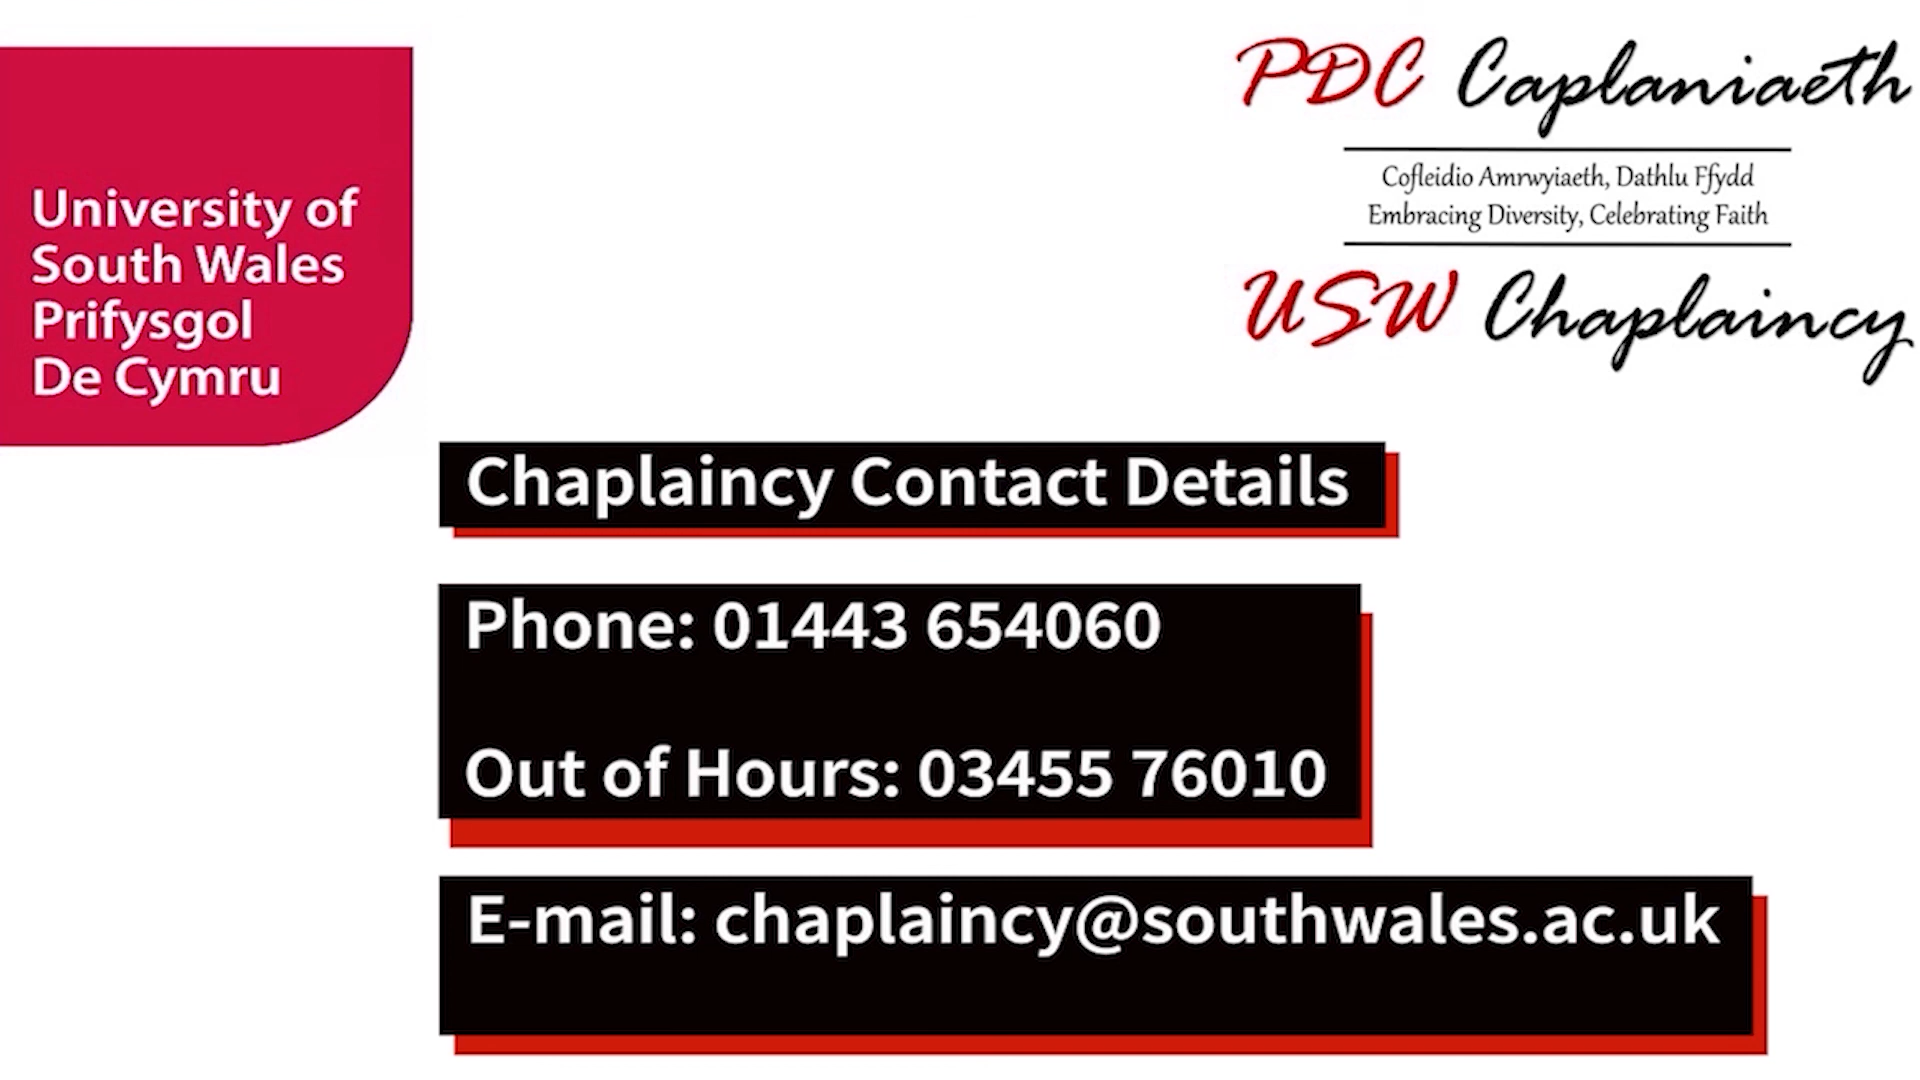 University of
South Wales
Prifysgol
De Cymru
PDC Caplaniaeth
Cofleidio Amrwyiaeth, Dathlu Ffydd
Embracing Diversity, Celebrating Faith
USW Chaplaincy
Chaplaincy Contact Details
Phone: 01443 654060
Out of Hours: 03455 76010
E-mail: chaplaincy@southwales.ac.uk